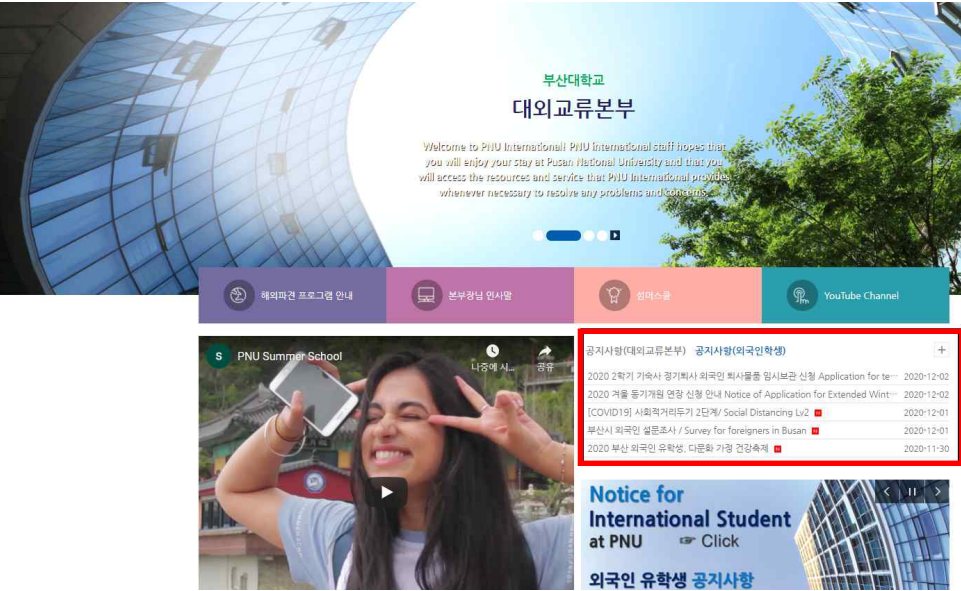 부산대학교
대외교류본부
Welcome to PNU International! PNU International staff hopes that
you will enjoy your stay at Pusan National University and that you
will access the resources and service that PNU International provides
whenever necessary to resolve any problems and concerns.
해외파견 프로그램 안내
본부장님 인사말
섬머스쿨
YouTube Channel
S PNU Summer School
나중에 시...
공유
공지사항(대외교류본부) 공지사항(외국인학생) +
2020 2학기 기숙사 정기퇴사 외국인 퇴사물품 임시보관 신청 Application for te… 2020-12-02
2020 겨울 동기개원 연장 신청 안내 Notice of Application for Extended Wint… 2020-12-02
[COVID19] 사회적거리두기 2단계/ Social Distancing Lv2 2020-12-01
부산시 외국인 설문조사 / Survey for foreigners in Busan 2020-12-01
2020 부산 외국인 유학생, 다문화 가정 건강축제 2020-11-30
Notice for
International Student
at PNU ☞ Click
외국인 유학생 공지사항